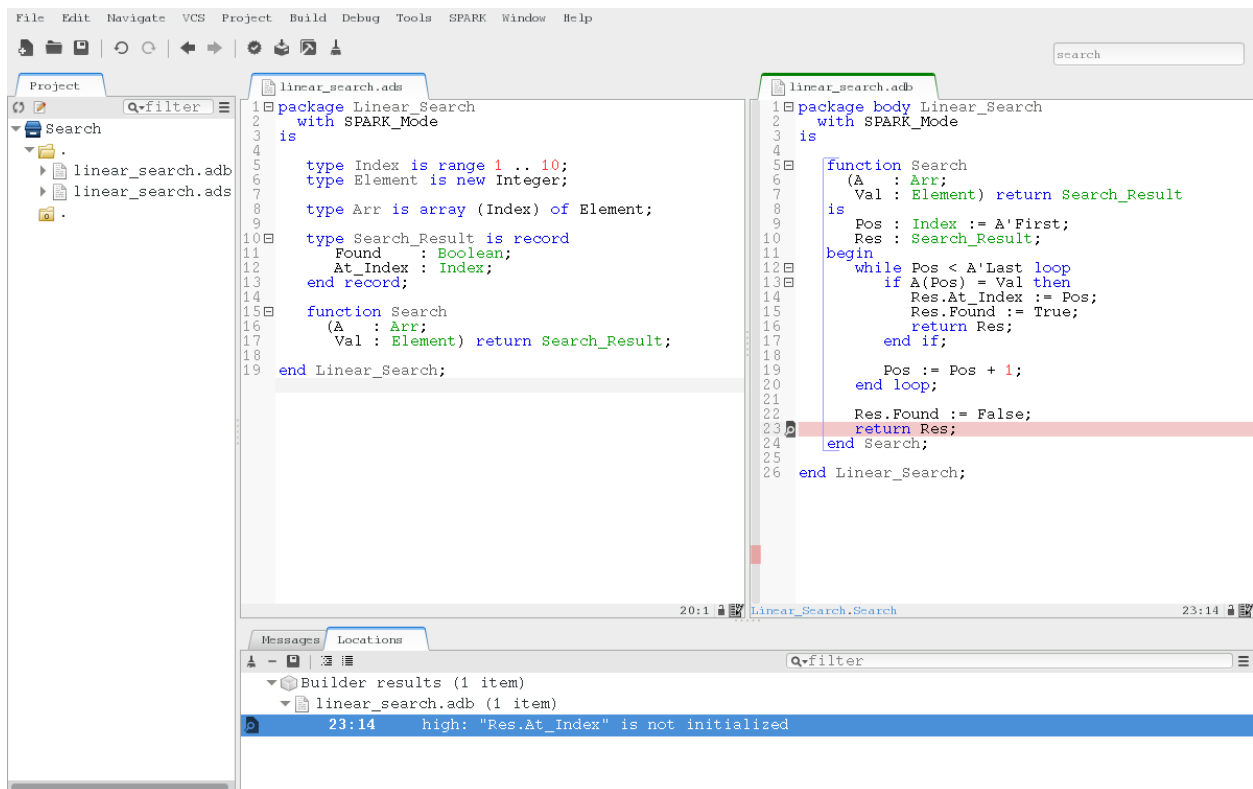 File Edit Navigate VCS Project Build Debug Tools SPARK Window Help
search
Project
filter
Search
.
linear_search.adb
linear_search.ads
.
linear_search.ads
1 package Linear_Search
2 with SPARK_Mode
3 is
4
5 type Index is range 1 .. 10;
6 type Element is new Integer;
7
8 type Arr is array (Index) of Element;
9
10 type Search_Result is record
11 Found : Boolean;
12 At_Index : Index;
13 end record;
14
15 function Search
16 (A : Arr;
17 Val : Element) return Search_Result;
18
19 end Linear_Search;
20:1
linear_search.adb
1 package body Linear_Search
2 with SPARK_Mode
3 is
4
5 function Search
6 (A : Arr;
7 Val : Element) return Search_Result
8 is
9 Pos : Index := A'First;
10 Res : Search_Result;
11 begin
12 while Pos < A'Last loop
13 if A(Pos) = Val then
14 Res.At_Index := Pos;
15 Res.Found := True;
16 return Res;
17 end if;
18
19 Pos := Pos + 1;
20 end loop;
21
22 Res.Found := False;
23 return Res;
24 end Search;
25
26 end Linear_Search;
Linear_Search.Search 23:14
Messages Locations
filter
Builder results (1 item)
linear_search.adb (1 item)
23:14 high: "Res.At_Index" is not initialized